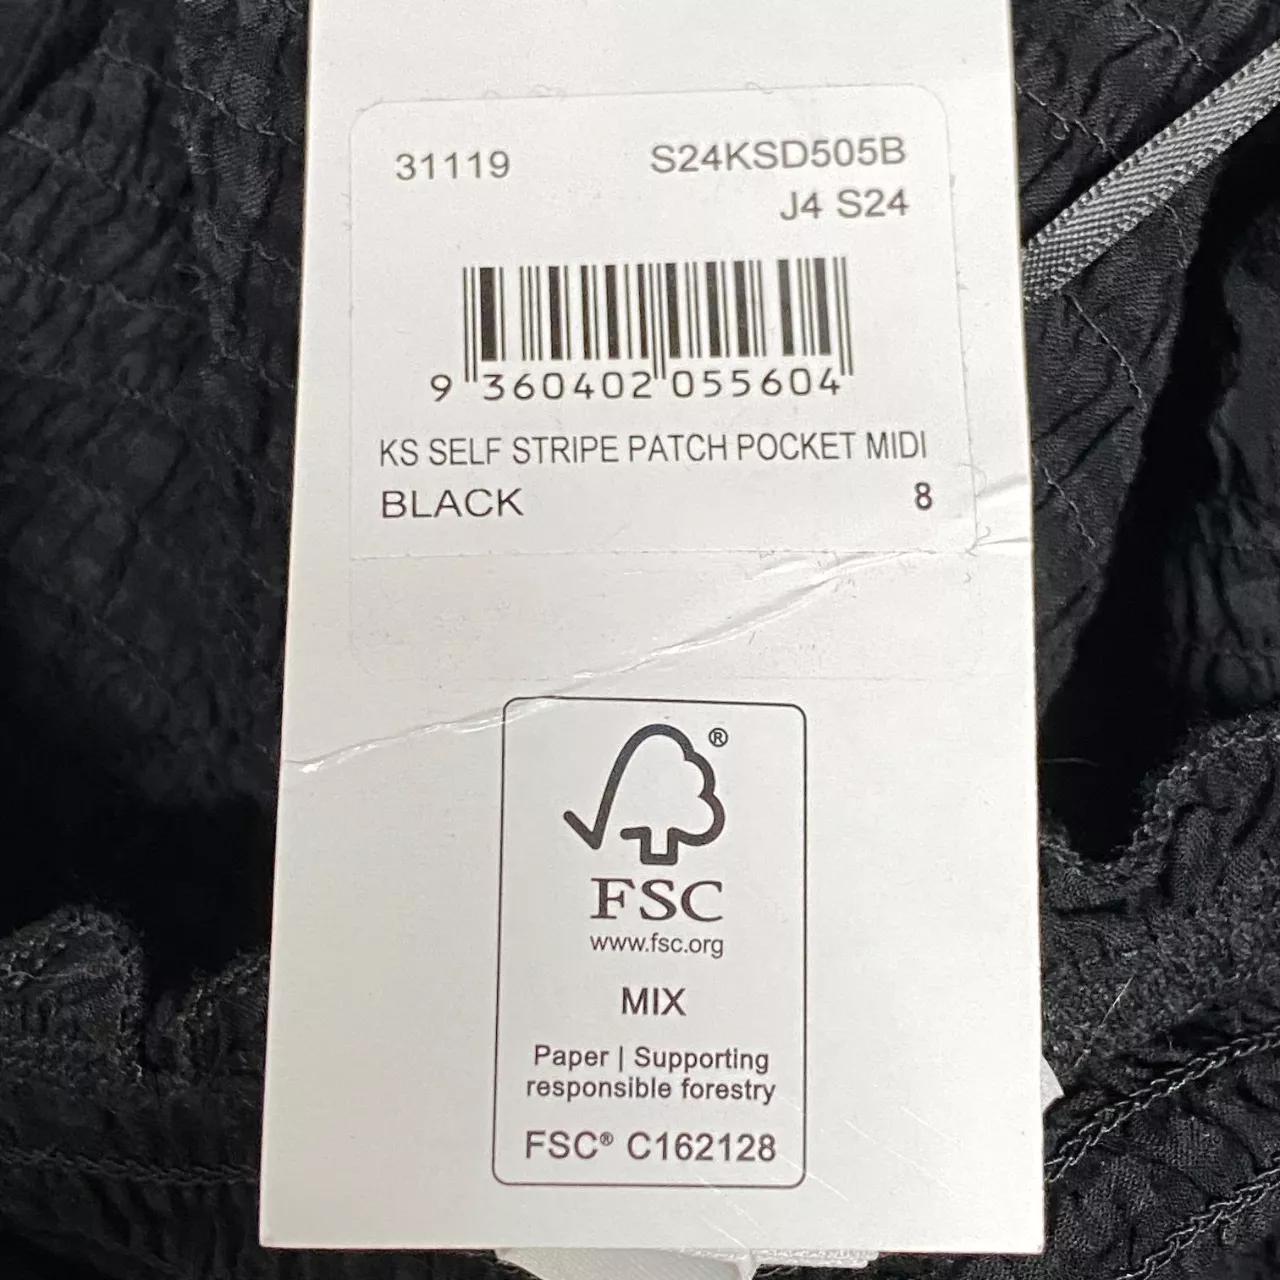 31119 S24KSD505B
J4 S24
9 360402 055604
KS SELF STRIPE PATCH POCKET MIDI
BLACK 8
®
FSC
www.fsc.org
MIX
Paper | Supporting
responsible forestry
FSC® C162128